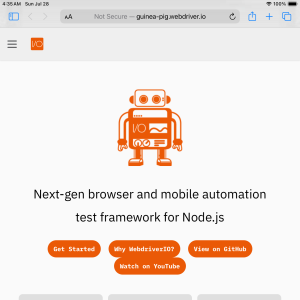 4:35 AM Sun Jul 28
100%
AA Not Secure — guinea-pig.webdriver.io
I/O
I/O
Next-gen browser and mobile automation
test framework for Node.js
Get Started Why WebdriverIO? View on GitHub
Watch on YouTube